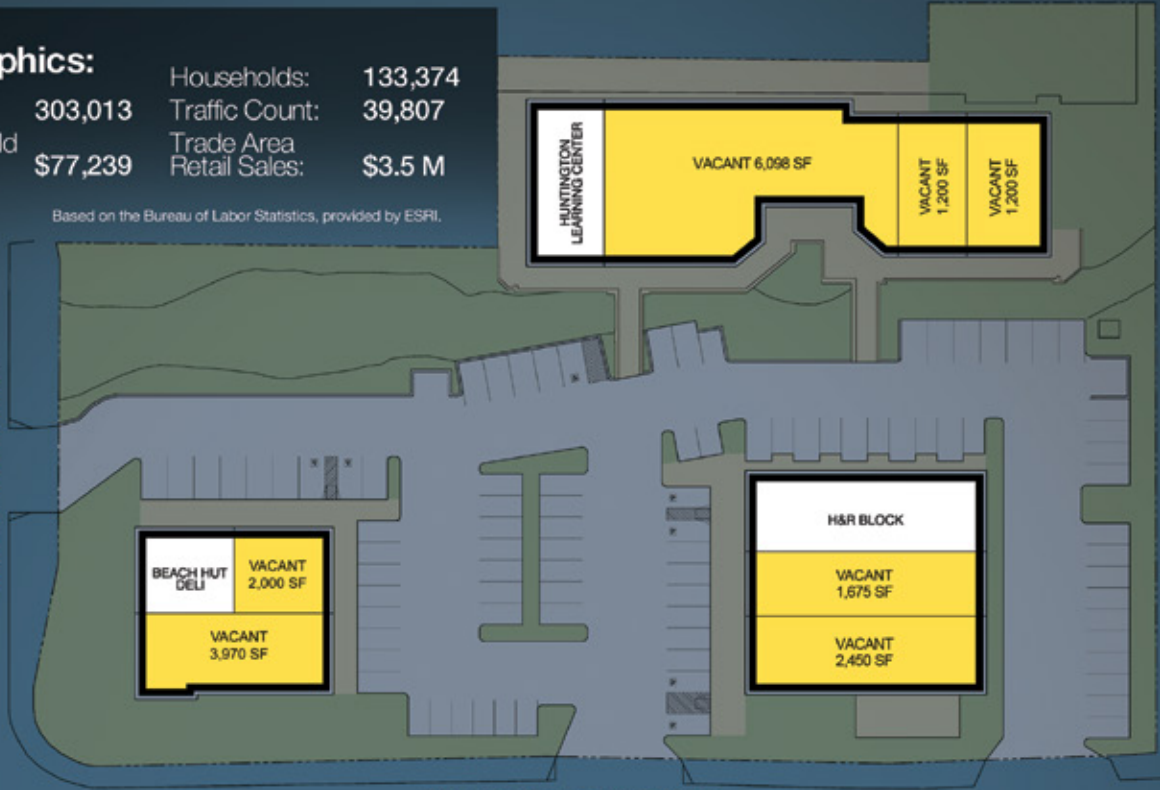 phics:
Households: 133,374
303,013 Traffic Count: 39,807
ld $77,239 Trade Area
Retail Sales: $3.5 M
Based on the Bureau of Labor Statistics, provided by ESRI.
HUNTINGTON
LEARNING CENTER
VACANT 6,098 SF
VACANT
1,200 SF
VACANT
1,200 SF
BEACH HUT
DELI
VACANT
2,000 SF
VACANT
3,970 SF
H&R BLOCK
VACANT
1,675 SF
VACANT
2,450 SF